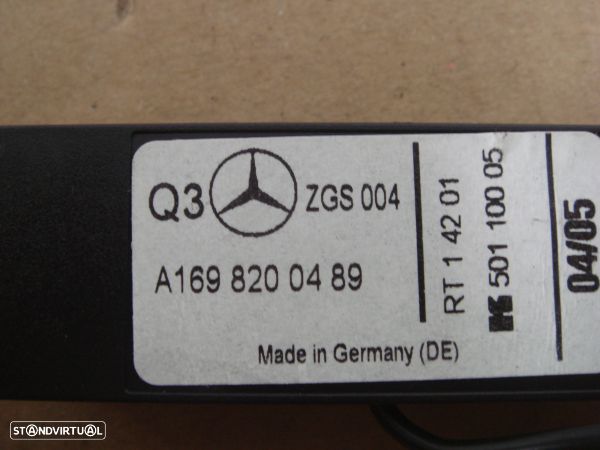 Q3 ZGS 004
A169 820 04 89
Made in Germany (DE)
RT 1 42 01
501 100 05
04/05
STANDVIRTUAL